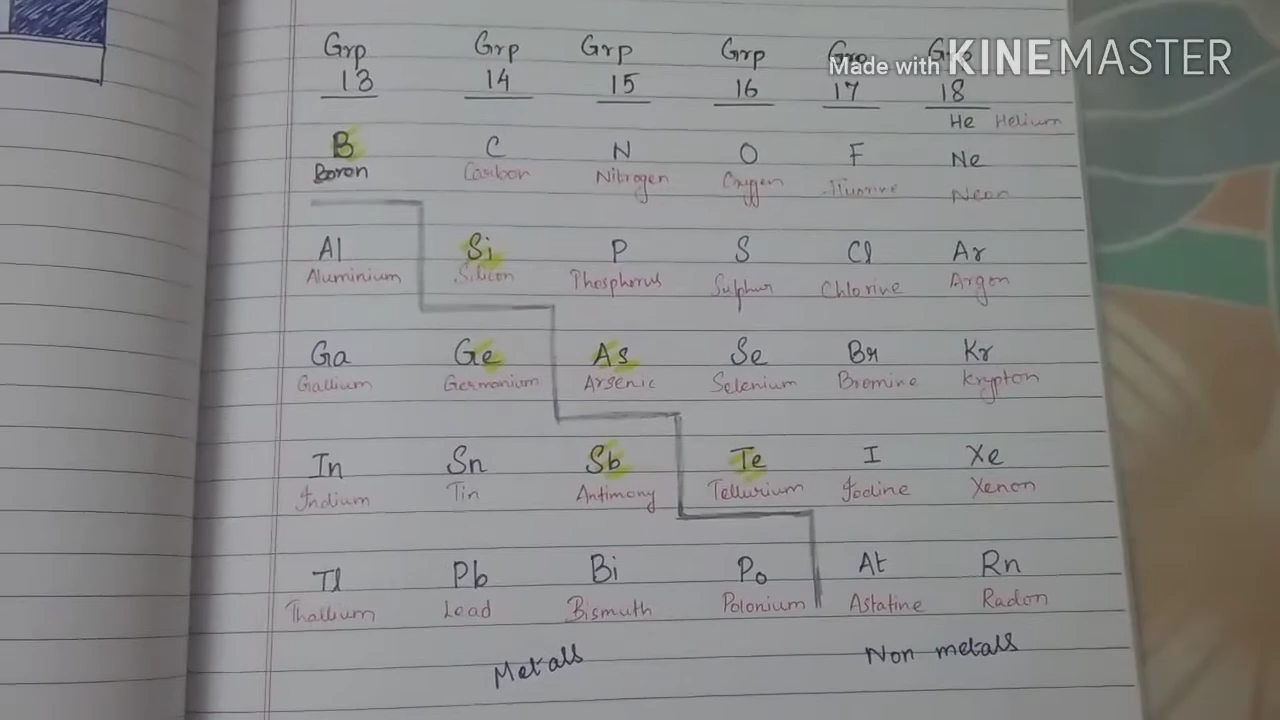 Grp Grp Grp Grp Grp Grp
13 14 15 16 17 18
Made with KINEMASTER
He Helium
B C N O F Ne
Boron Carbon Nitrogen Oxygen Flurine Neon
Al Si P S Cl Ar
Aluminium Silicon Phosphorus Sulphur Chlorine Argon
Ga Ge As Se Br Kr
Gallium Germanium Arsenic Selenium Bromine Krypton
In Sn Sb Te I Xe
Indium Tin Antimony Tellurium Iodine Xenon
Tl Pb Bi Po At Rn
Thallium Lead Bismuth Polonium Astatine Radon
Metals Non metals